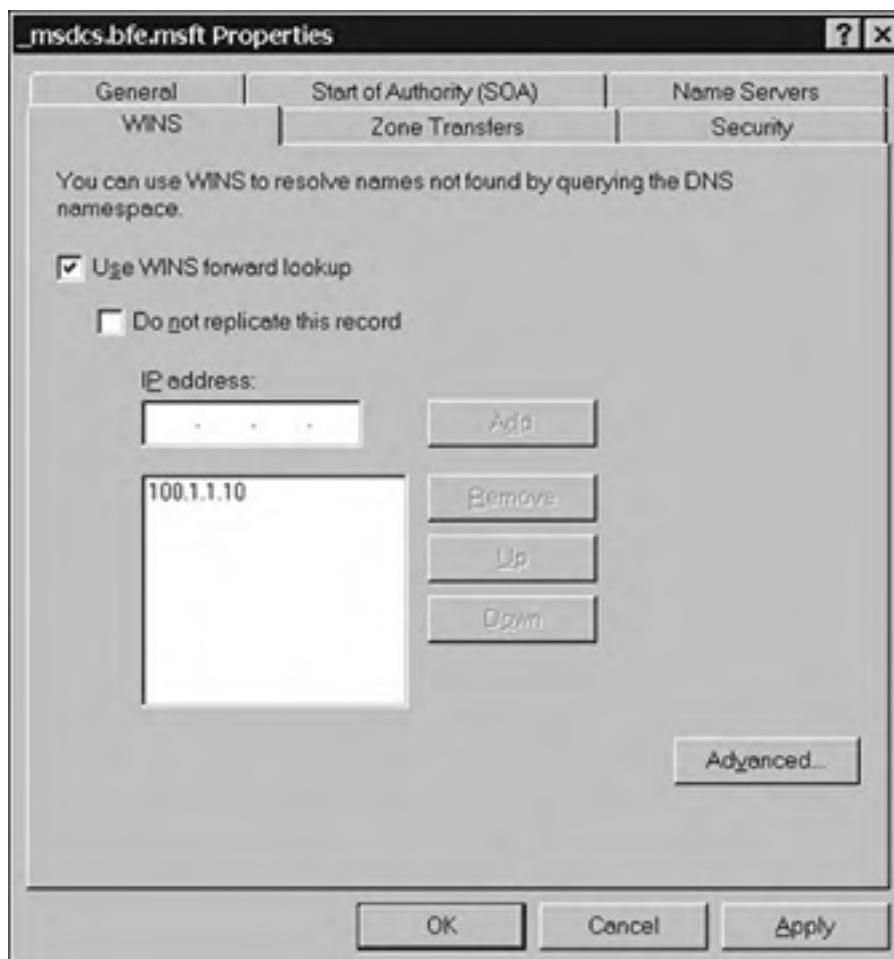 _msdcs.bfe.msft Properties ? ×
General Start of Authority (SOA) Name Servers
WINS Zone Transfers Security
You can use WINS to resolve names not found by querying the DNS
namespace.
Use WINS forward lookup
Do not replicate this record
IP address:
. . . Add
100.1.1.10
Remove
Up
Down
Advanced...
OK Cancel Apply